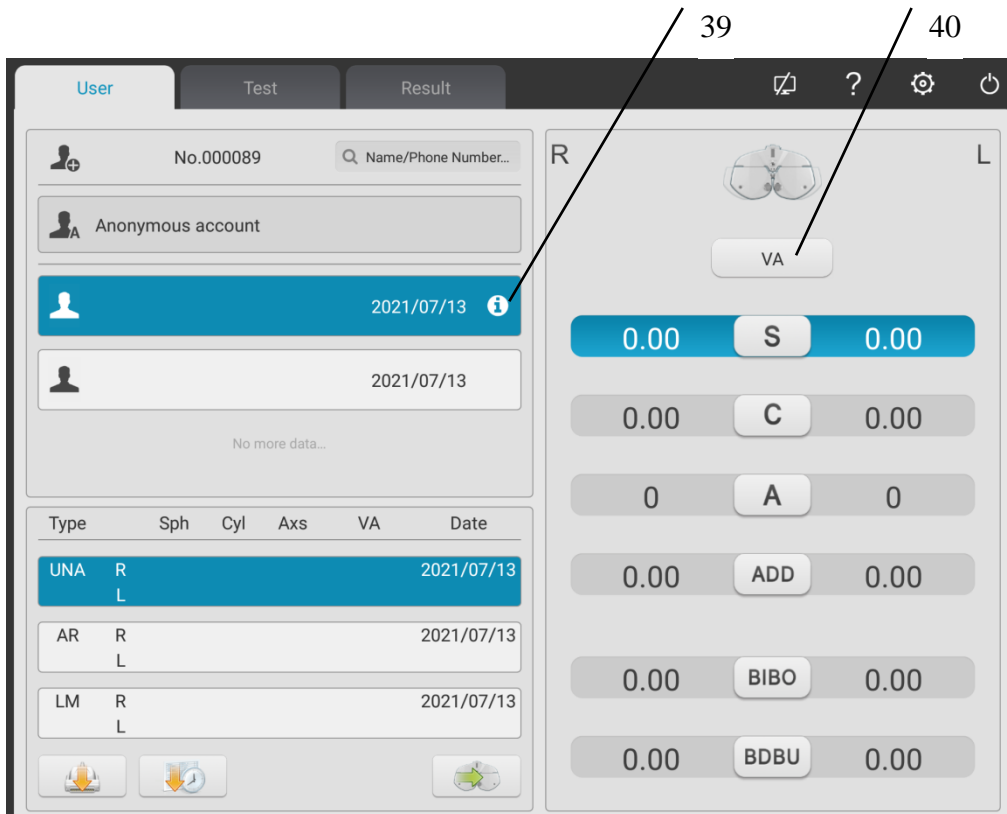 39 40
User Test Result ?
No.000089 Name/Phone Number...
Anonymous account
2021/07/13
2021/07/13
No more data...
Type Sph Cyl Axs VA Date
UNA R 2021/07/13
L
AR R 2021/07/13
L
LM R 2021/07/13
L
R L
VA
0.00 S 0.00
0.00 C 0.00
0 A 0
0.00 ADD 0.00
0.00 BIBO 0.00
0.00 BDBU 0.00